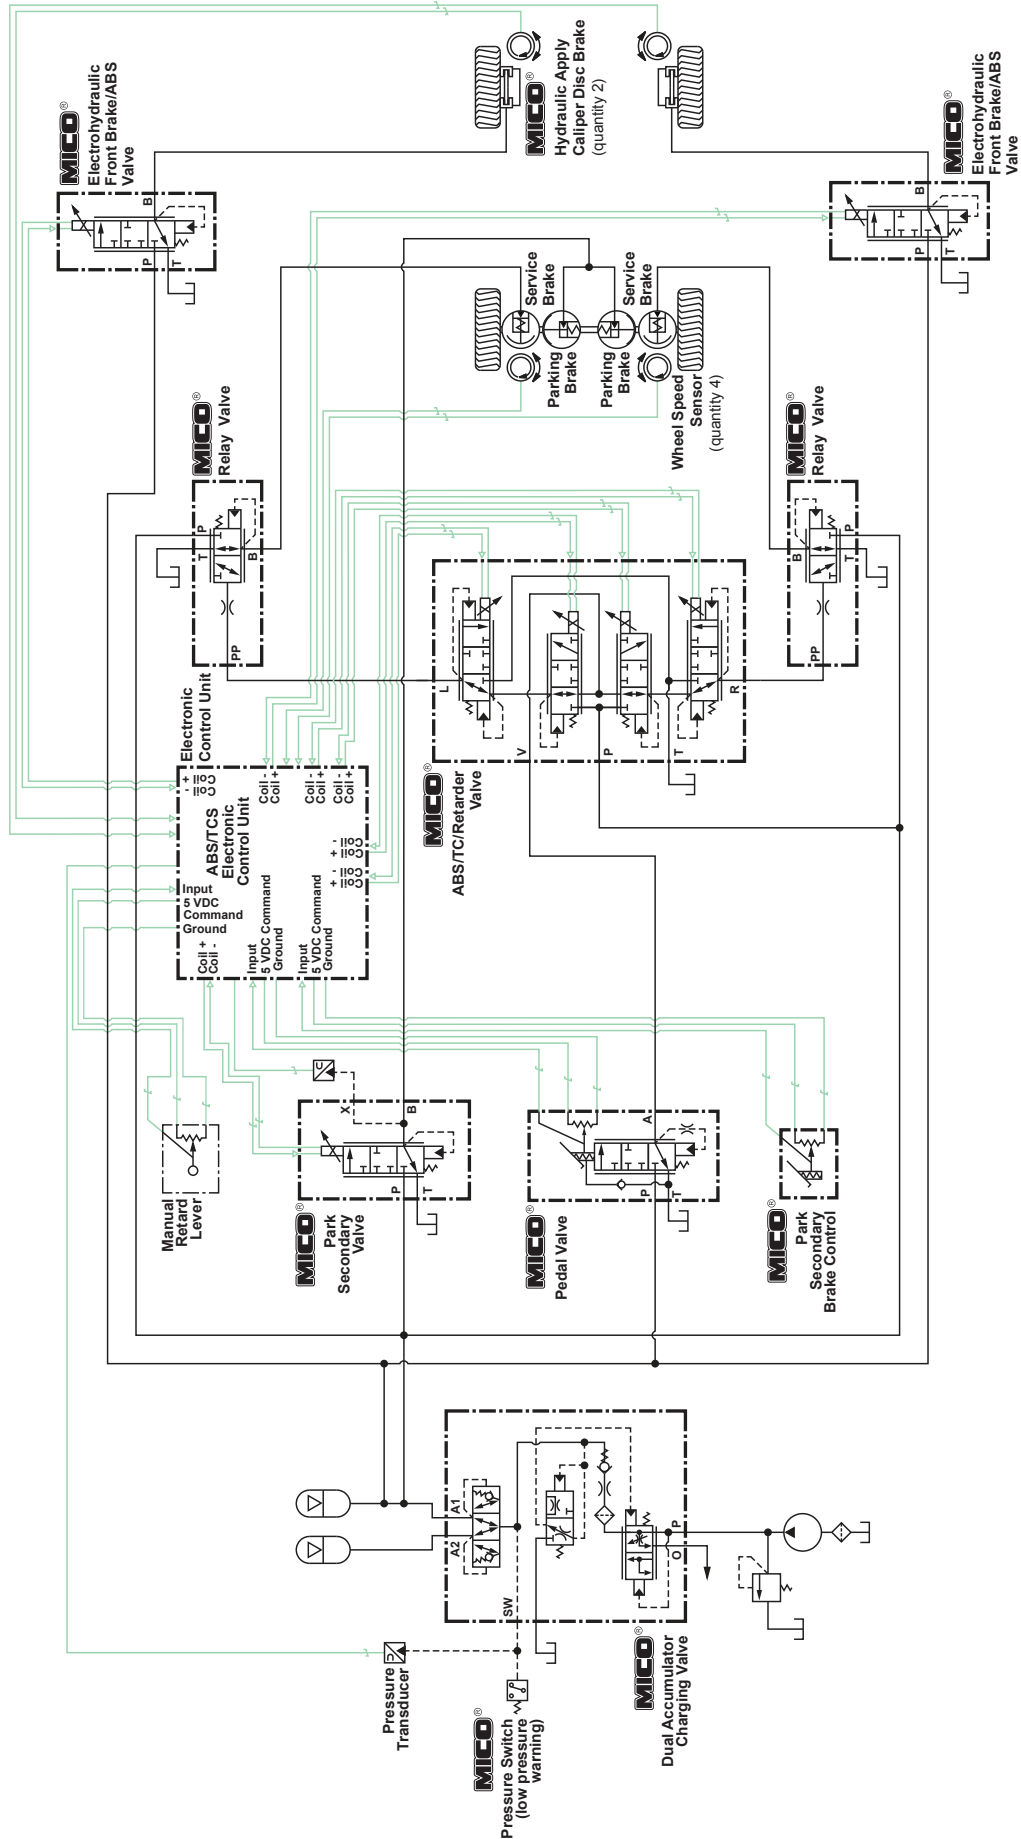 MICO®
Electrohydraulic
Front Brake/ABS
Valve
B
P
T
MICO®
Hydraulic Apply
Caliper Disc Brake
(quantity 2)
MICO®
Electrohydraulic
Front Brake/ABS
Valve
B
P
T
Service
Brake
Service
Brake
Parking
Brake
Parking
Brake
Wheel Speed
Sensor
(quantity 4)
MICO®
Relay Valve
P
T
B
PP
MICO®
Relay Valve
P
T
B
PP
Electronic
Control Unit
ABS/TCS
Electronic
Control Unit
Coil +
Coil -
Coil -
Coil +
Coil -
Coil +
Coil -
Coil +
Coil -
Coil +
Coil -
Coil +
Input
5 VDC
Command
Ground
Coil +
Coil -
Input
5 VDC Command
Ground
Input
5 VDC Command
Ground
L
R
V
P
T
MICO®
ABS/TC/Retarder
Valve
Manual
Retard
Lever
X
B
P
T
MICO®
Park
Secondary
Valve
A
P
T
MICO®
Pedal Valve
MICO®
Park
Secondary
Brake Control
A1
A2
SW
P
O
Pressure
Transducer
MICO®
Pressure Switch
(low pressure
warning)
MICO®
Dual Accumulator
Charging Valve